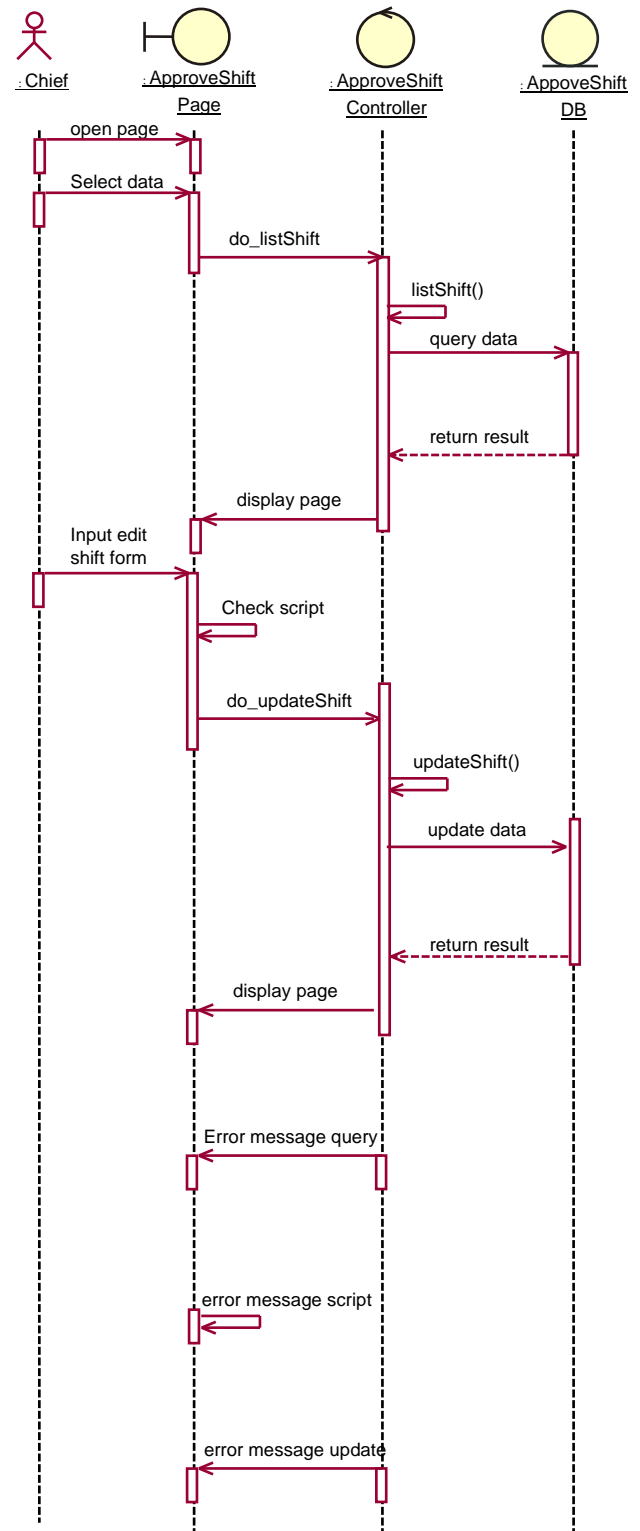 : Chief
: ApproveShift
Page
: ApproveShift
Controller
: AppoveShift
DB
open page
Select data
do_listShift
listShift()
query data
return result
display page
Input edit
shift form
Check script
do_updateShift
updateShift()
update data
return result
display page
Error message query
error message script
error message update